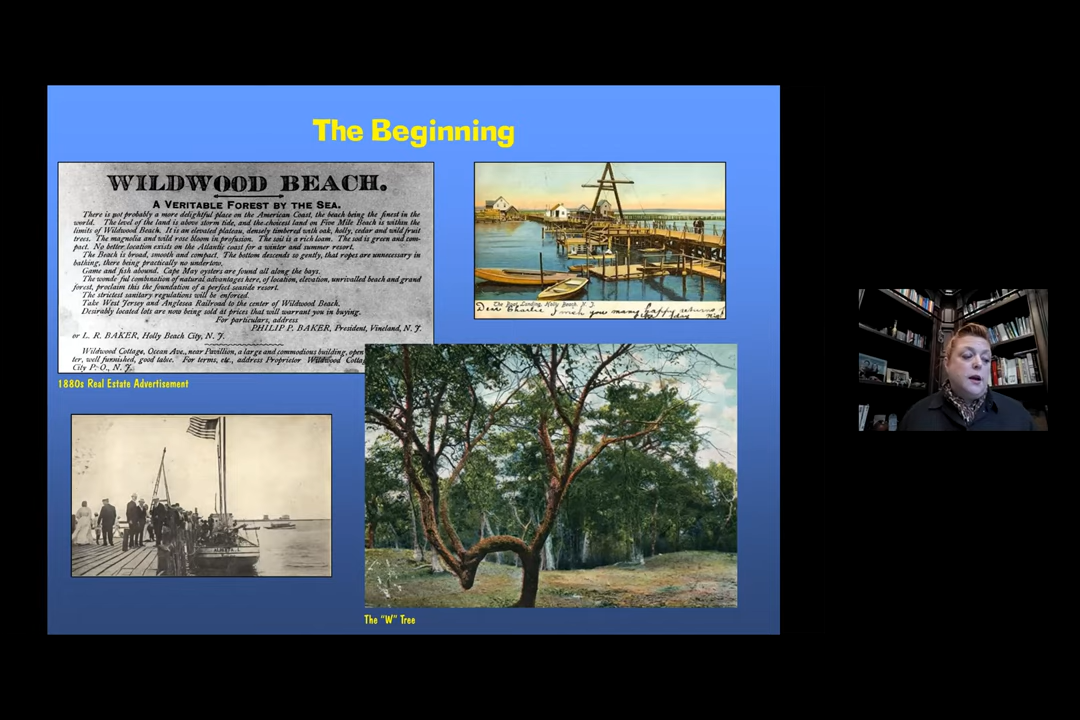 The Beginning
WILDWOOD BEACH.
A VERITABLE FOREST BY THE SEA.
There is not probably a more delightful place on the American Coast, the beach being the finest in the
world. The level of the land is above storm tide, and the choicest land on Five Mile Beach is within the
limits of Wildwood Beach. It is an elevated plateau, densely timbered with oak, holly, cedar and wild fruit
trees. The magnolia and wild rose bloom in profusion. The soil is a rich loam. The sod is green and com-
pact. No better location exists on the Atlantic coast for a winter and summer resort.
The Beach is broad, smooth and compact. The bottom descends so gently, that ropes are unnecessary in
bathing, there being practically no undertow.
Game and fish abound. Cape May oysters are found all along the bays.
The wonderful combination of natural advantages here, of location, elevation, unrivalled beach and grand
forest, proclaim this the foundation of a perfect seaside resort.
The strictest sanitary regulations will be enforced.
Take West Jersey and Anglesea Railroad to the center of Wildwood Beach.
Desirably located lots are now being sold at prices that will warrant you in buying.
For particulars, address
PHILIP P. BAKER, President, Vineland, N. J.
or L. R. BAKER, Holly Beach City, N. J.
Wildwood Cottage, Ocean Ave., near Pavilion, a large and commodious building, open
ter, well furnished, good table. For terms, etc., address Proprietor Wildwood Cotta
City P. O., N. J.
1880s Real Estate Advertisement
The Boat Landing, Holly Beach, N. J.
Dear Charlie I wish you many happy returns
The "W" Tree